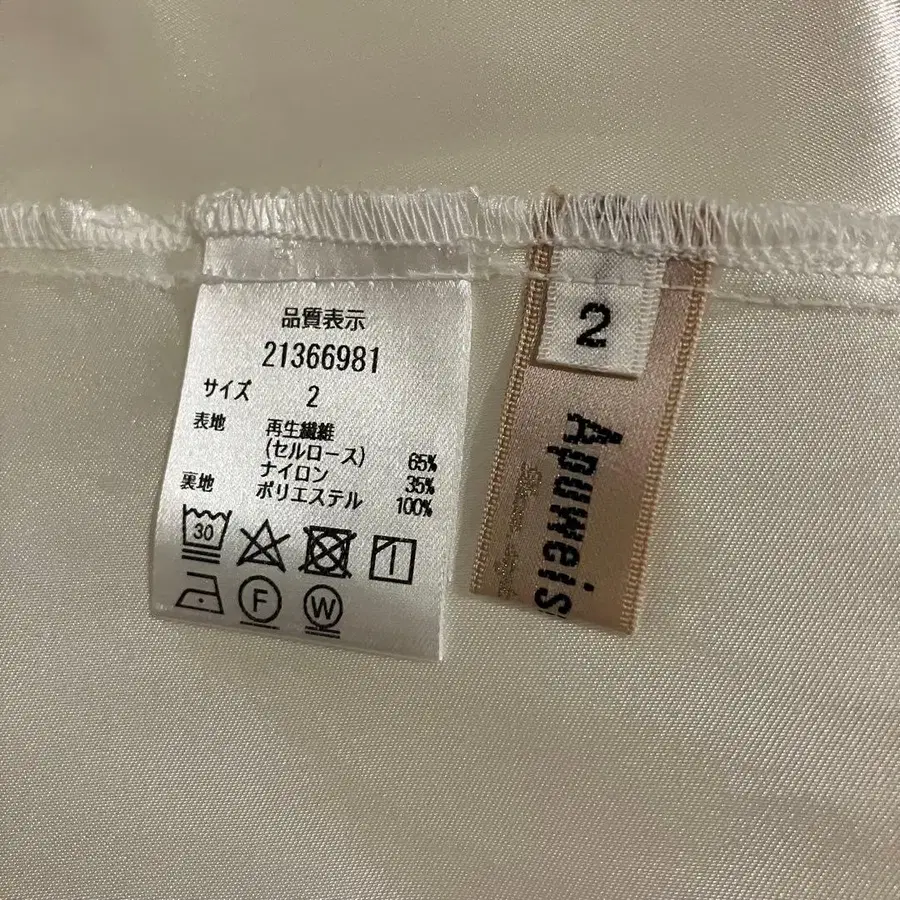 品質表示
21366981
サイズ 2
表地 再生繊維
(セルロース) 65%
ナイロン 35%
裏地 ポリエステル 100%
30
F W
2
Apuweis